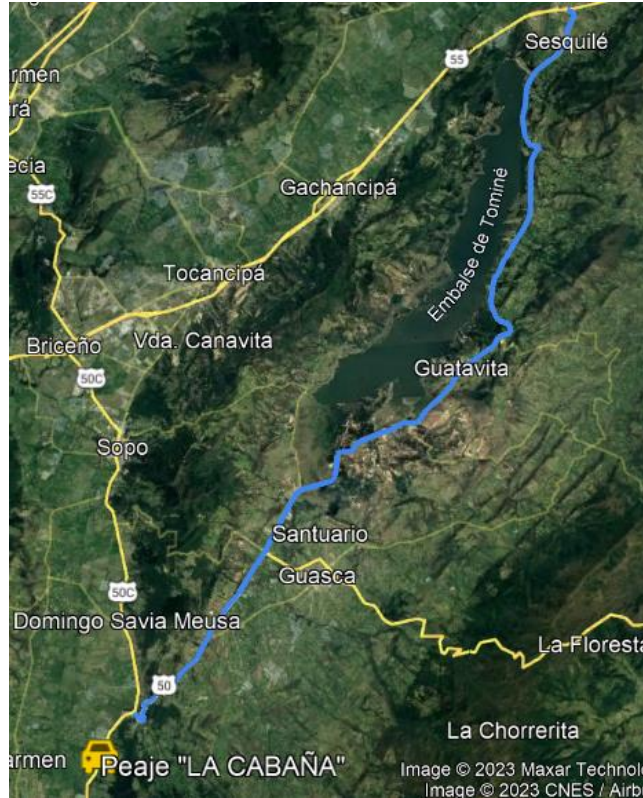 Sesquilé
55
rmen
rá
ecia
55C
Gachancipá
Embalse de Tominé
Tocancipá
Vda. Canavita
Briceño
50C
Guatavita
Sopo
Santuario
Guasca
50C
Domingo Savia Meusa
La Floresta
50
La Chorrerita
armen
Peaje "LA CABAÑA"
Image © 2023 Maxar Technol
Image © 2023 CNES / Airb